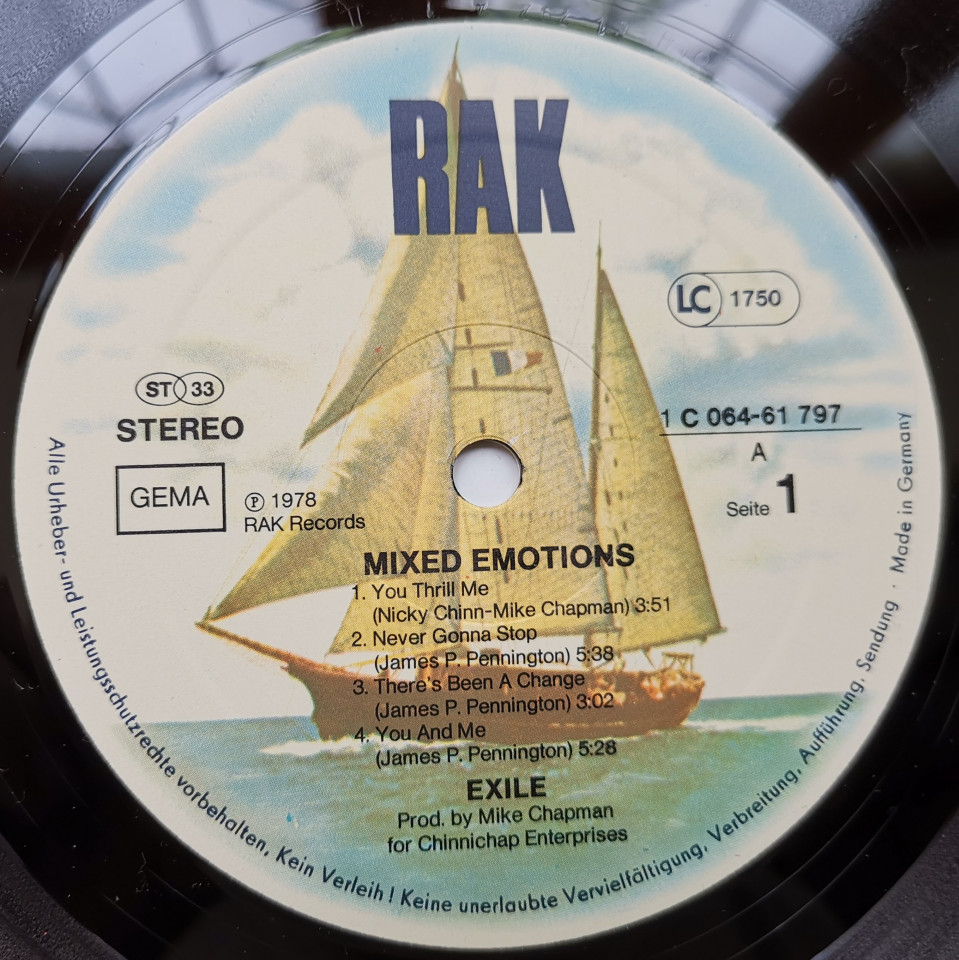 RAK
LC 1750
ST 33
STEREO
GEMA
Ⓟ 1978
RAK Records
1 C 064-61 797
A
Seite 1
MIXED EMOTIONS
1. You Thrill Me
(Nicky Chinn-Mike Chapman) 3:51
2. Never Gonna Stop
(James P. Pennington) 5:38
3. There's Been A Change
(James P. Pennington) 3:02
4. You And Me
(James P. Pennington) 5:28
EXILE
Prod. by Mike Chapman
for Chinnichap Enterprises
Alle Urheber- und Leistungsschutzrechte vorbehalten, Kein Verleih! Keine unerlaubte Vervielfältigung, Verbreitung, Aufführung, Sendung · Made in Germany